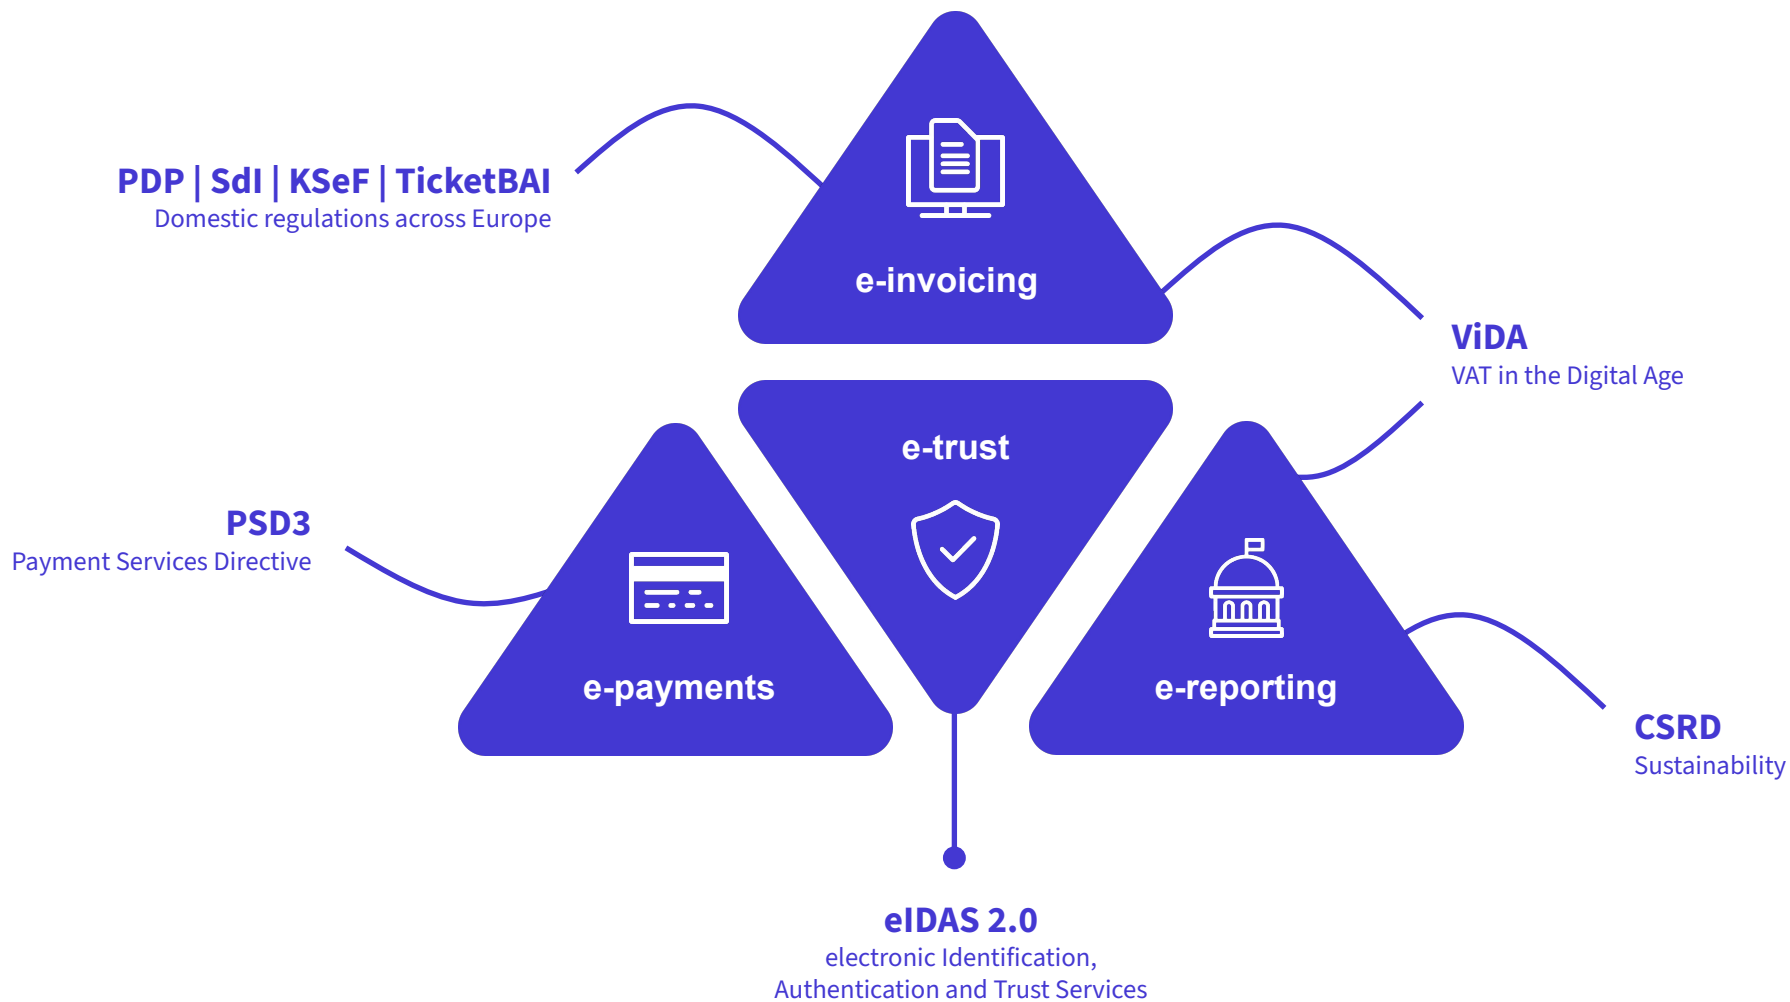 PDP | SdI | KSeF | TicketBAI
Domestic regulations across Europe
e-invoicing
ViDA
VAT in the Digital Age
e-trust
PSD3
Payment Services Directive
e-payments
e-reporting
CSRD
Sustainability
eIDAS 2.0
electronic Identification,
Authentication and Trust Services